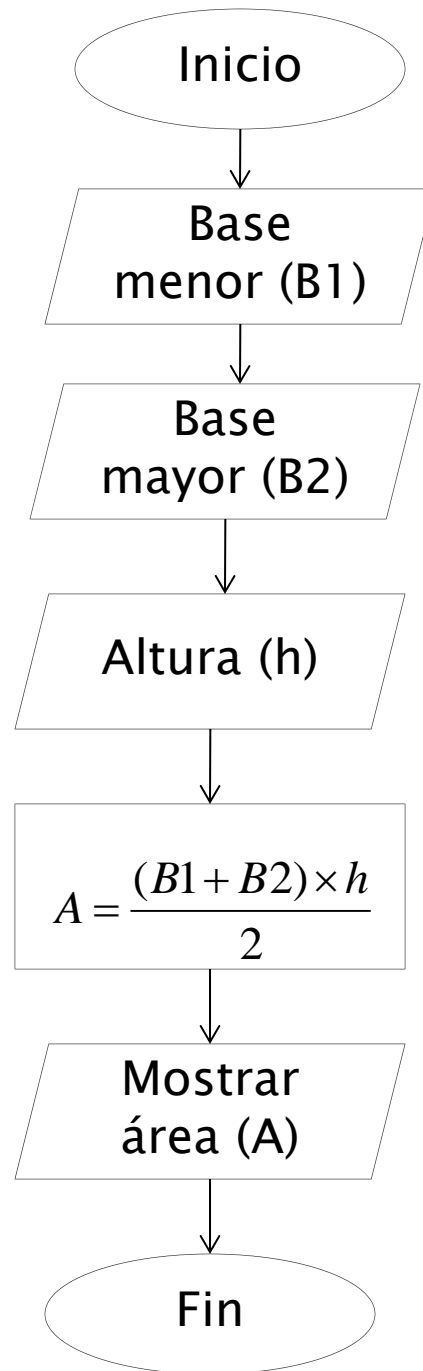 Inicio
Base
menor (B1)
Base
mayor (B2)
Altura (h)
A = (B1 + B2) × h
2
Mostrar
área (A)
Fin